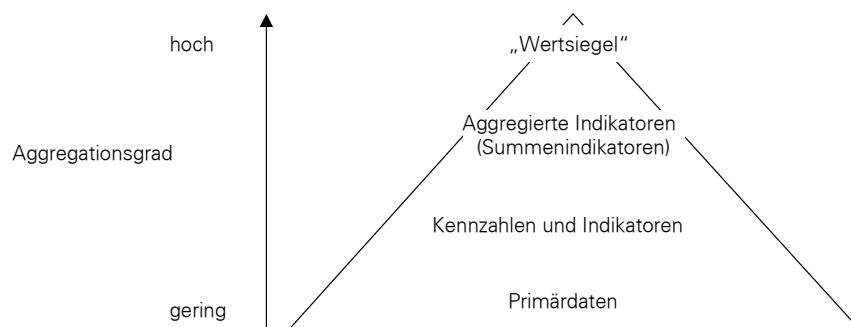 hoch
„Wertsiegel“
Aggregierte Indikatoren
(Summenindikatoren)
Aggregationsgrad
Kennzahlen und Indikatoren
Primärdaten
gering